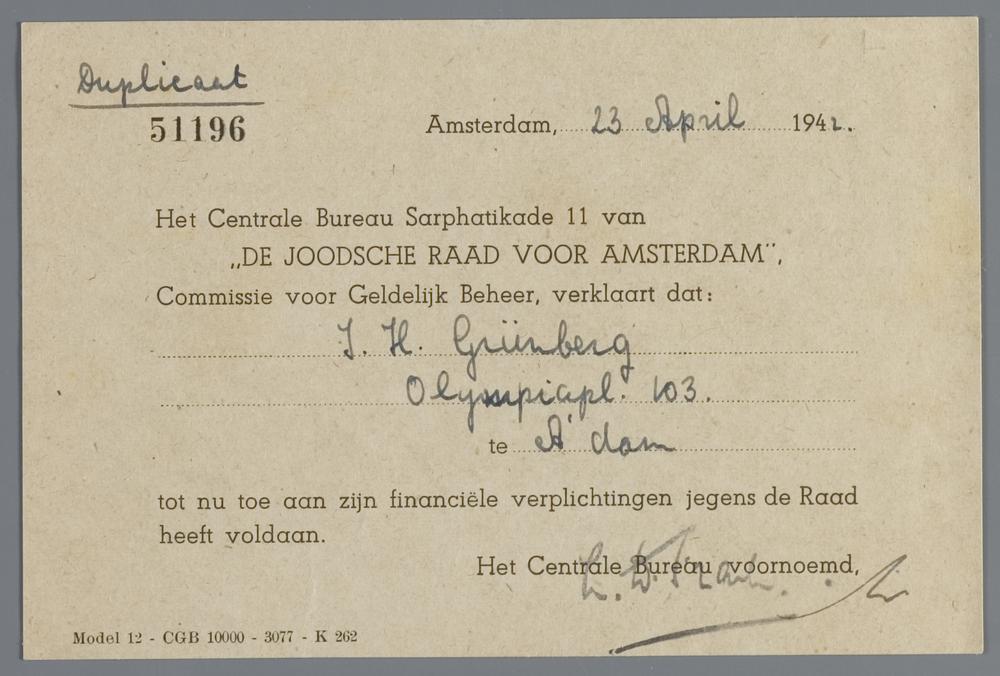 Duplicaat
51196
Amsterdam, 23 April 1942.
Het Centrale Bureau Sarphatikade 11 van
„DE JOODSCHE RAAD VOOR AMSTERDAM”,
Commissie voor Geldelijk Beheer, verklaart dat:
J. H. Grünberg
Olympiapl. 103.
te A'dam
tot nu toe aan zijn financiële verplichtingen jegens de Raad
heeft voldaan.
Het Centrale Bureau voornoemd,
Model 12 - CGB 10000 - 3077 - K 262